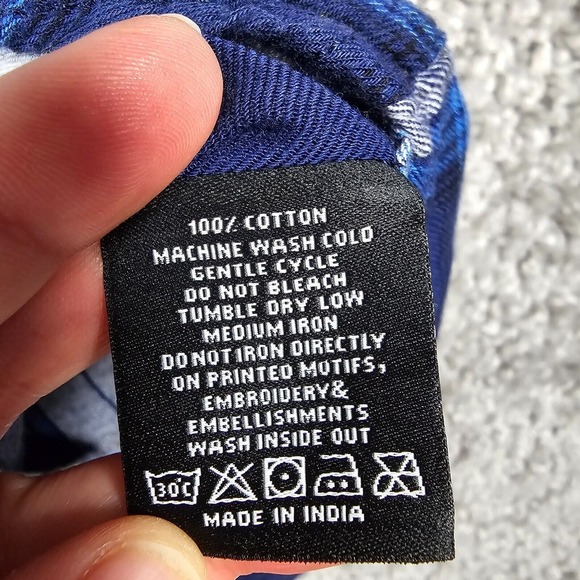 100% COTTON
MACHINE WASH COLD
GENTLE CYCLE
DO NOT BLEACH
TUMBLE DRY LOW
MEDIUM IRON
DO NOT IRON DIRECTLY
ON PRINTED MOTIFS,
EMBROIDERY&
EMBELLISHMENTS
WASH INSIDE OUT
30C
MADE IN INDIA